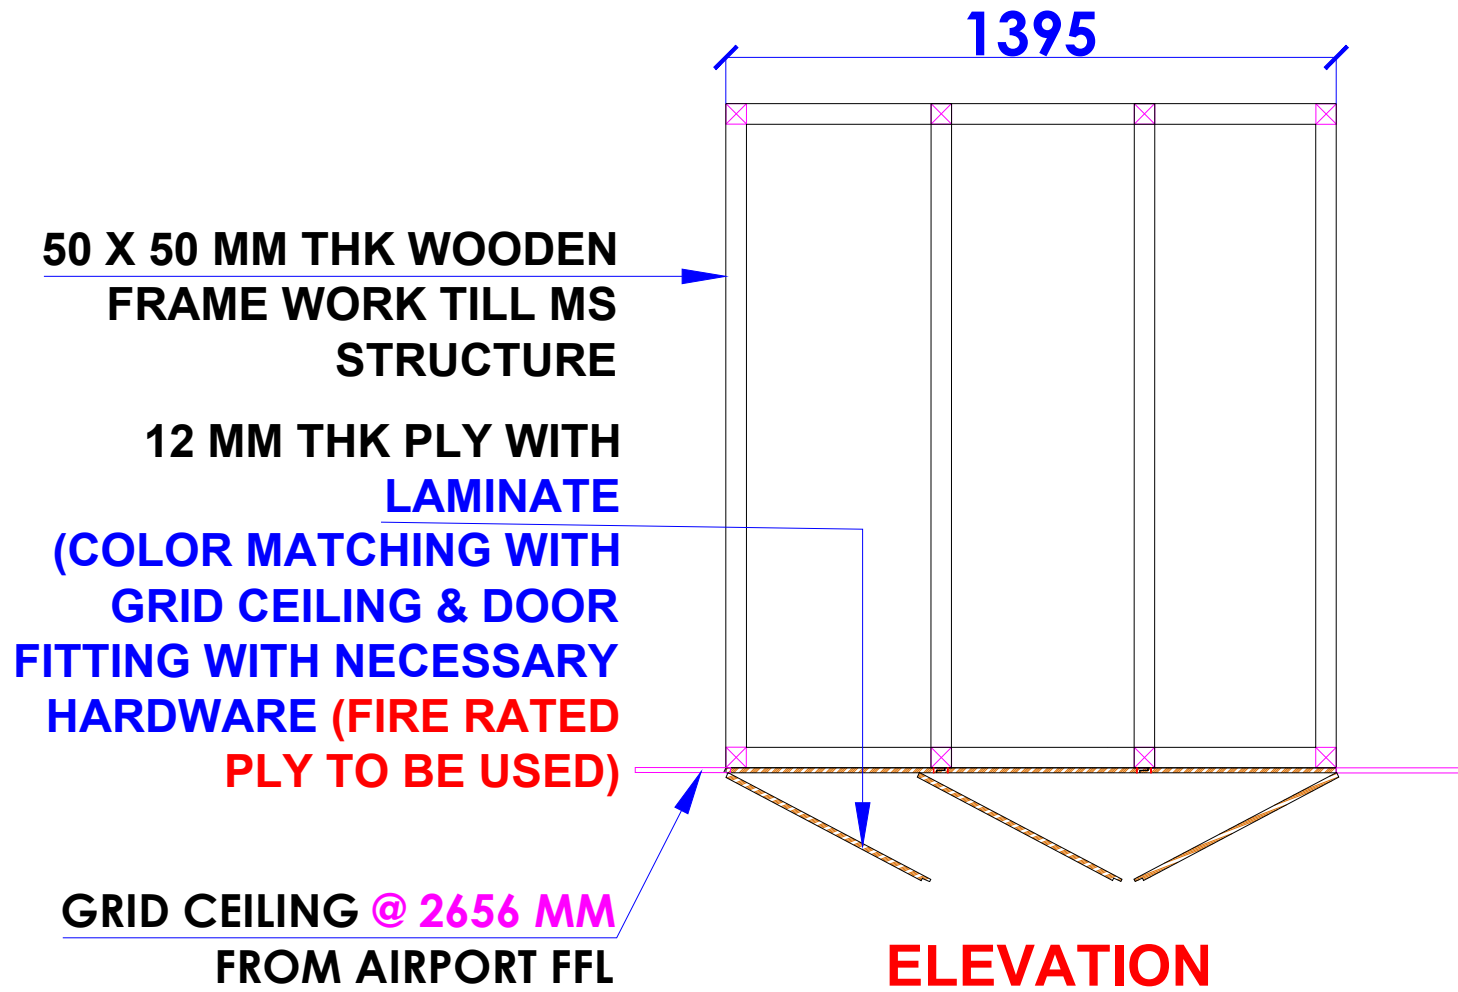 1395
50 X 50 MM THK WOODEN
FRAME WORK TILL MS
STRUCTURE
12 MM THK PLY WITH
LAMINATE
(COLOR MATCHING WITH
GRID CEILING & DOOR
FITTING WITH NECESSARY
HARDWARE (FIRE RATED
PLY TO BE USED)
GRID CEILING @ 2656 MM
FROM AIRPORT FFL
ELEVATION